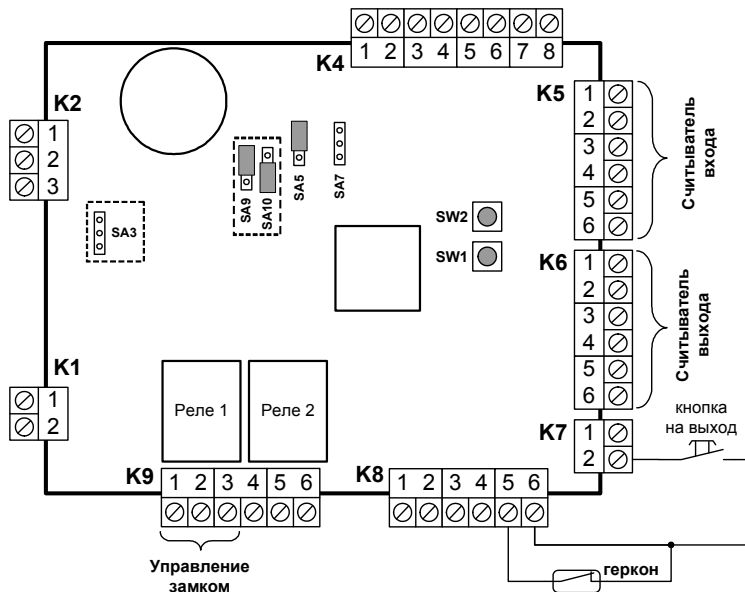 K4
1 2 3 4 5 6 7 8
K2
1
2
3
K5
1
2
3
4
5
6
Считыватель
входа
SA9
SA10
SA5
SA7
SA3
SW2
SW1
K6
1
2
3
4
5
6
Считыватель
выхода
K1
1
2
Реле 1
Реле 2
K7
1
2
кнопка
на выход
K9
1 2 3 4 5 6
K8
1 2 3 4 5 6
Управление
замком
геркон